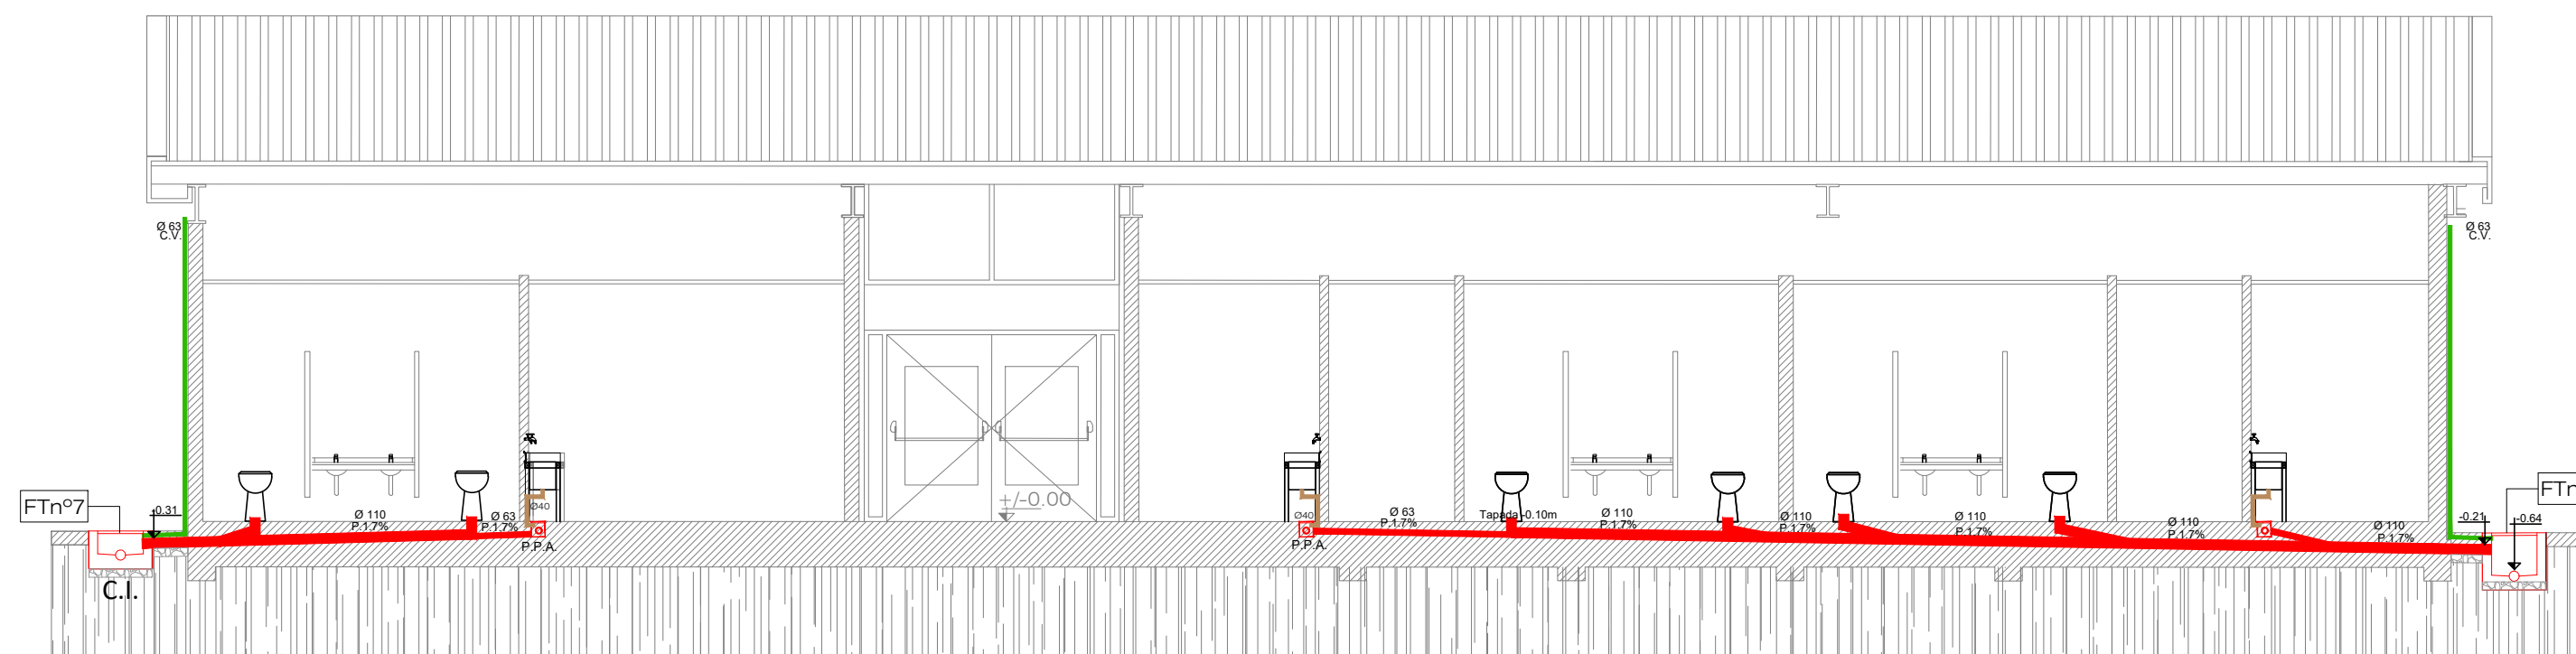 Ø 63
C.V.
Ø 63
C.V.
FTnº7
-0.31
Ø 110
P.1.7%
Ø 63
P.1.7%
Ø40
P.P.A.
C.I.
+/-0.00
Ø40
P.P.A.
Ø 63
P.1.7%
Tapada -0.10m
Ø 110
P.1.7%
Ø 110
P.1.7%
Ø 110
P.1.7%
Ø 110
P.1.7%
Ø 110
P.1.7%
-0.21
-0.64
FTn